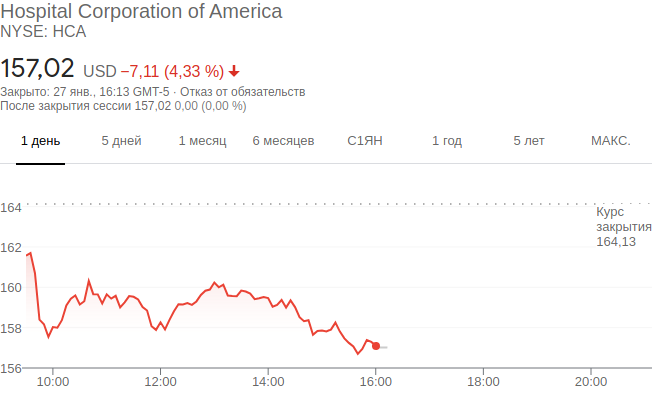 Hospital Corporation of America
NYSE: HCA
157,02 USD −7,11 (4,33 %)
Закрыто: 27 янв., 16:13 GMT-5 · Отказ от обязательств
После закрытия сессии 157,02 0,00 (0,00 %)
1 день 5 дней 1 месяц 6 месяцев С1ЯН 1 год 5 лет МАКС.
164
Курс
закрытия
164,13
162
160
158
156
10:00 12:00 14:00 16:00 18:00 20:00